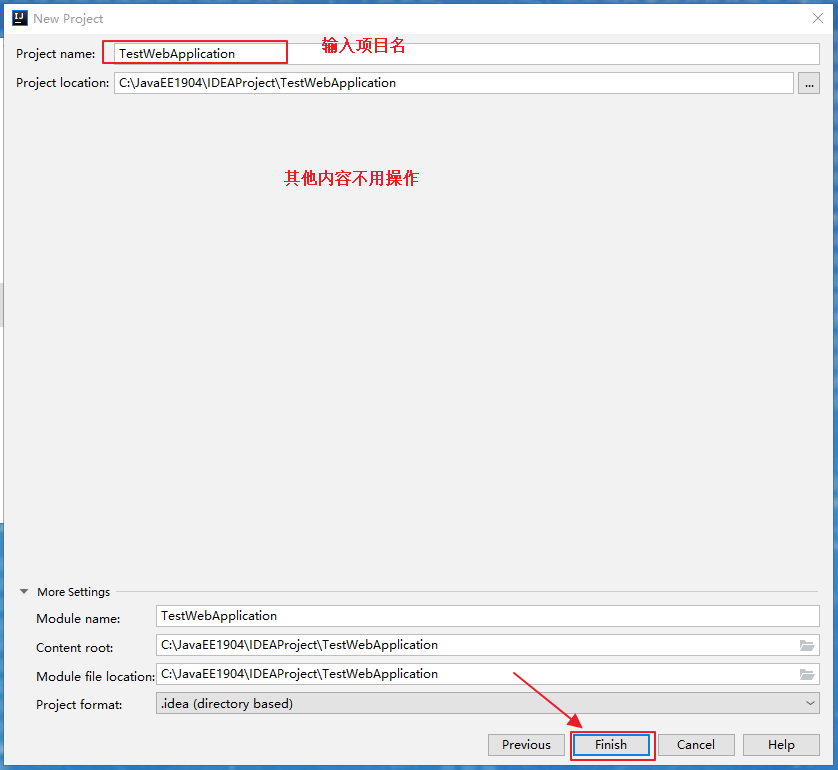 New Project
Project name: TestWebApplication 输入项目名
Project location: C:\JavaEE1904\IDEAProject\TestWebApplication ...
其他内容不用操作
More Settings
Module name: TestWebApplication
Content root: C:\JavaEE1904\IDEAProject\TestWebApplication
Module file location: C:\JavaEE1904\IDEAProject\TestWebApplication
Project format: .idea (directory based)
Previous Finish Cancel Help